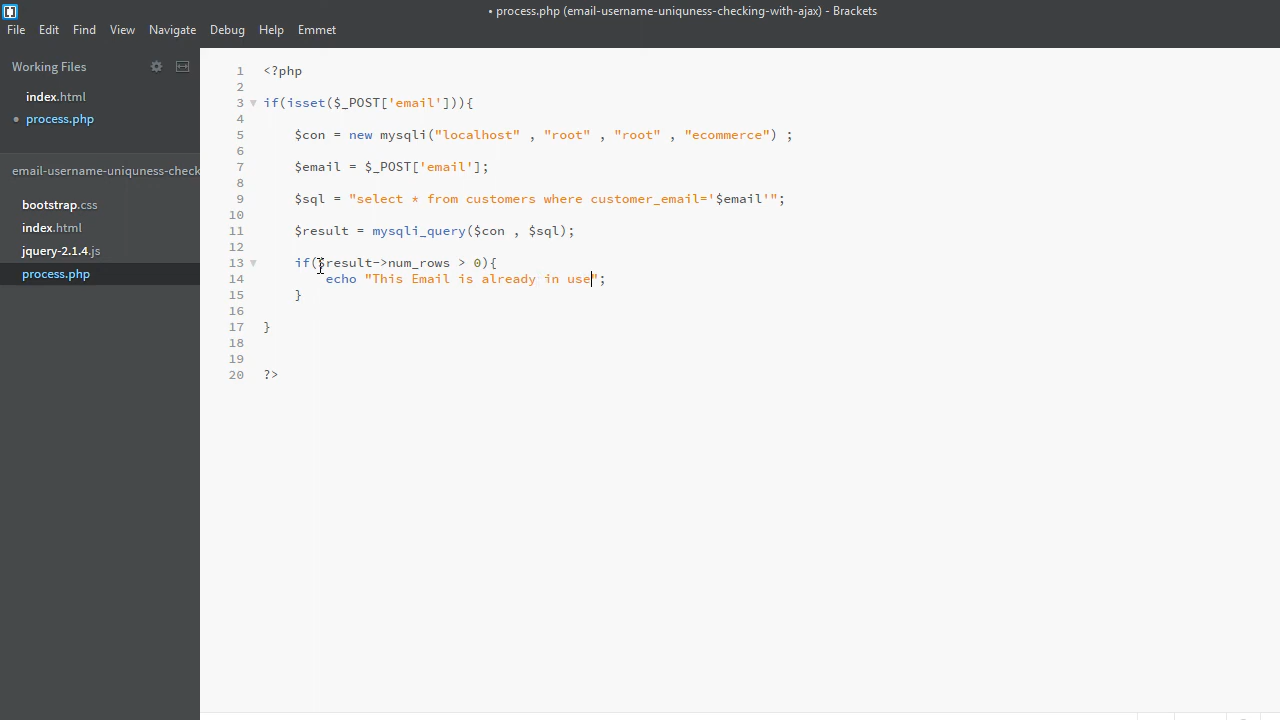 • process.php (email-username-uniquness-checking-with-ajax) - Brackets
File Edit Find View Navigate Debug Help Emmet
Working Files
index.html
• process.php
email-username-uniquness-check
bootstrap.css
index.html
jquery-2.1.4.js
process.php
1 <?php
2
3 if(isset($_POST['email'])){
4
5 $con = new mysqli("localhost" , "root" , "root" , "ecommerce") ;
6
7 $email = $_POST['email'];
8
9 $sql = "select * from customers where customer_email='$email'";
10
11 $result = mysqli_query($con , $sql);
12
13 if($result->num_rows > 0){
14 echo "This Email is already in use";
15 }
16
17 }
18
19
20 ?>